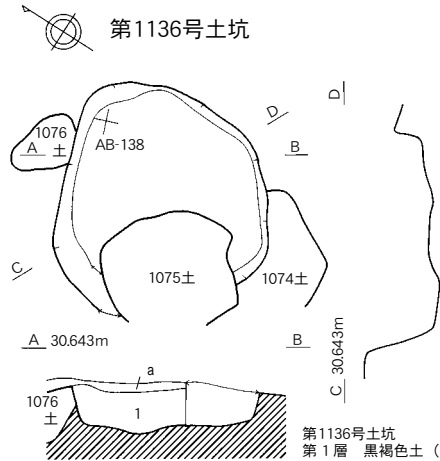 第1136号土坑
D
D
1076
土
A
AB-138
B
C
1075土
1074土
A 30.643m
B
C 30.643m
a
1076
土
1
第1136号土坑
第１層 黒褐色土（